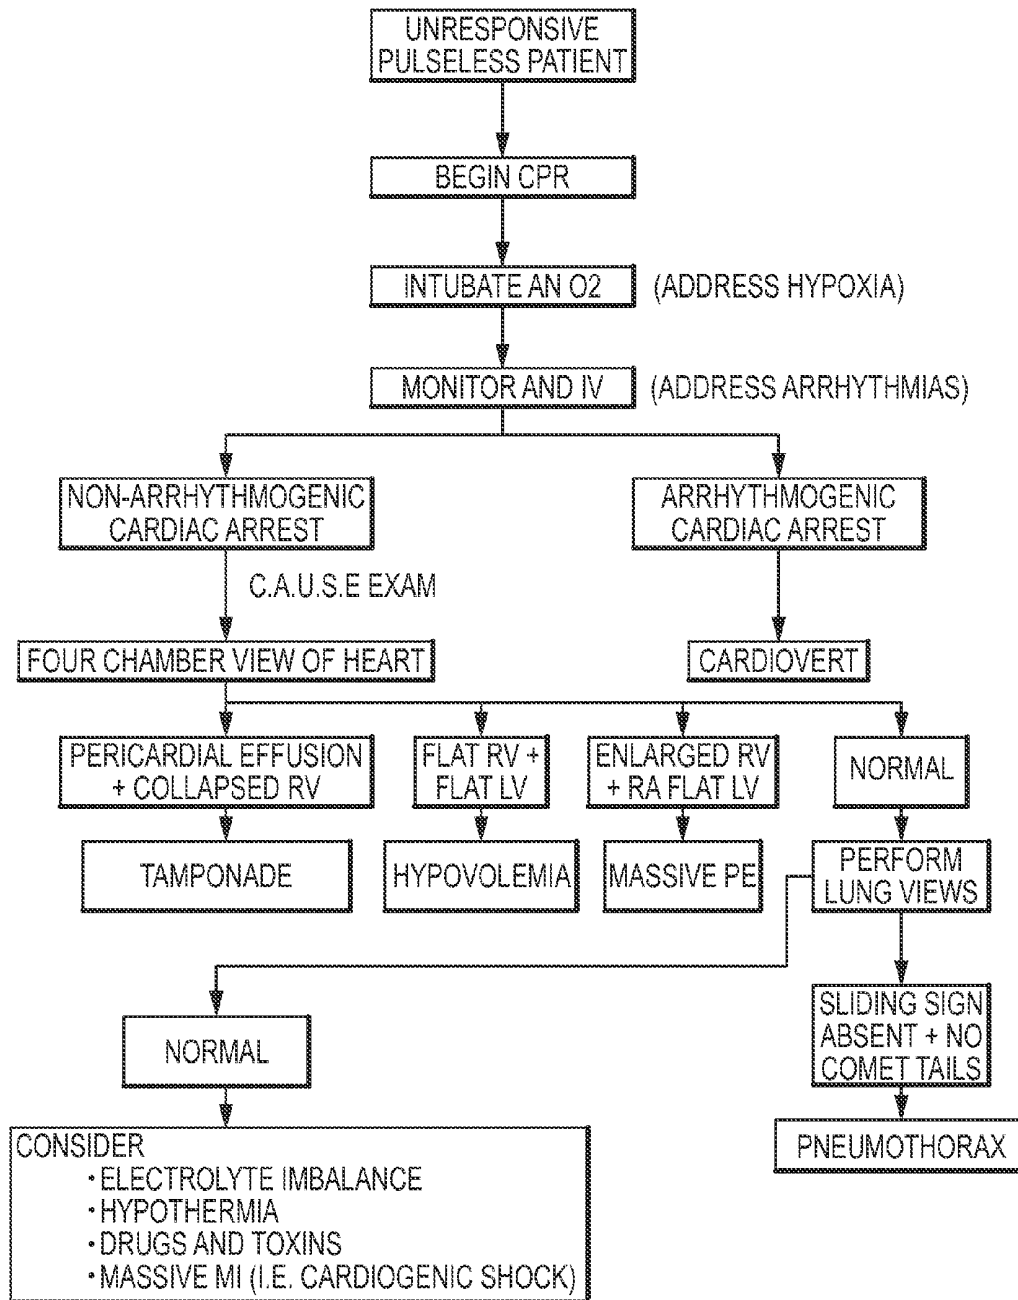 UNRESPONSIVE
PULSELESS PATIENT
BEGIN CPR
INTUBATE AN O2
(ADDRESS HYPOXIA)
MONITOR AND IV
(ADDRESS ARRHYTHMIAS)
NON-ARRHYTHMOGENIC
CARDIAC ARREST
ARRHYTHMOGENIC
CARDIAC ARREST
C.A.U.S.E EXAM
FOUR CHAMBER VIEW OF HEART
CARDIOVERT
PERICARDIAL EFFUSION
+ COLLAPSED RV
FLAT RV +
FLAT LV
ENLARGED RV
+ RA FLAT LV
NORMAL
TAMPONADE
HYPOVOLEMIA
MASSIVE PE
PERFORM
LUNG VIEWS
SLIDING SIGN
ABSENT + NO
COMET TAILS
NORMAL
PNEUMOTHORAX
CONSIDER
· ELECTROLYTE IMBALANCE
· HYPOTHERMIA
· DRUGS AND TOXINS
· MASSIVE MI (I.E. CARDIOGENIC SHOCK)